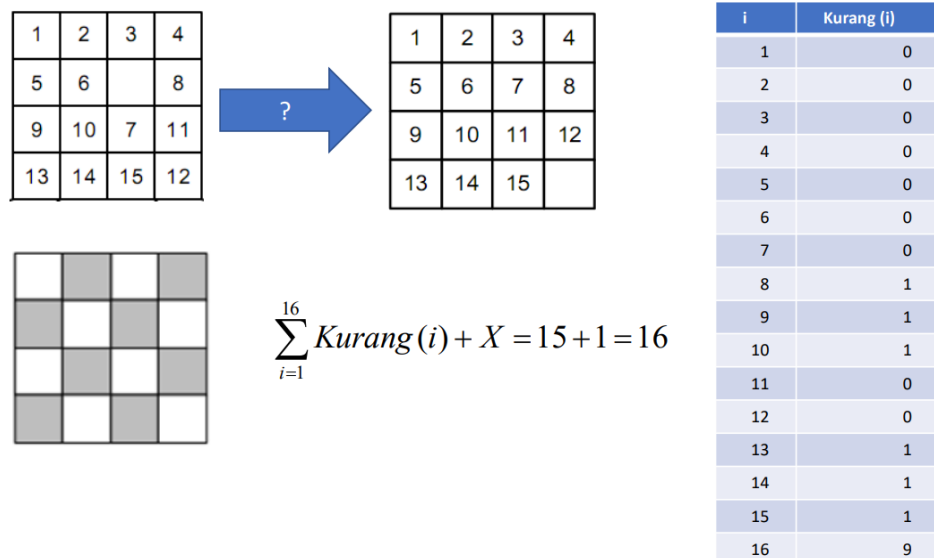 1 2 3 4
5 6 8
9 10 7 11
13 14 15 12
?
1 2 3 4
5 6 7 8
9 10 11 12
13 14 15
16
∑ Kurang (i) + X = 15 + 1 = 16
i=1
i Kurang (i)
1 0
2 0
3 0
4 0
5 0
6 0
7 0
8 1
9 1
10 1
11 0
12 0
13 1
14 1
15 1
16 9